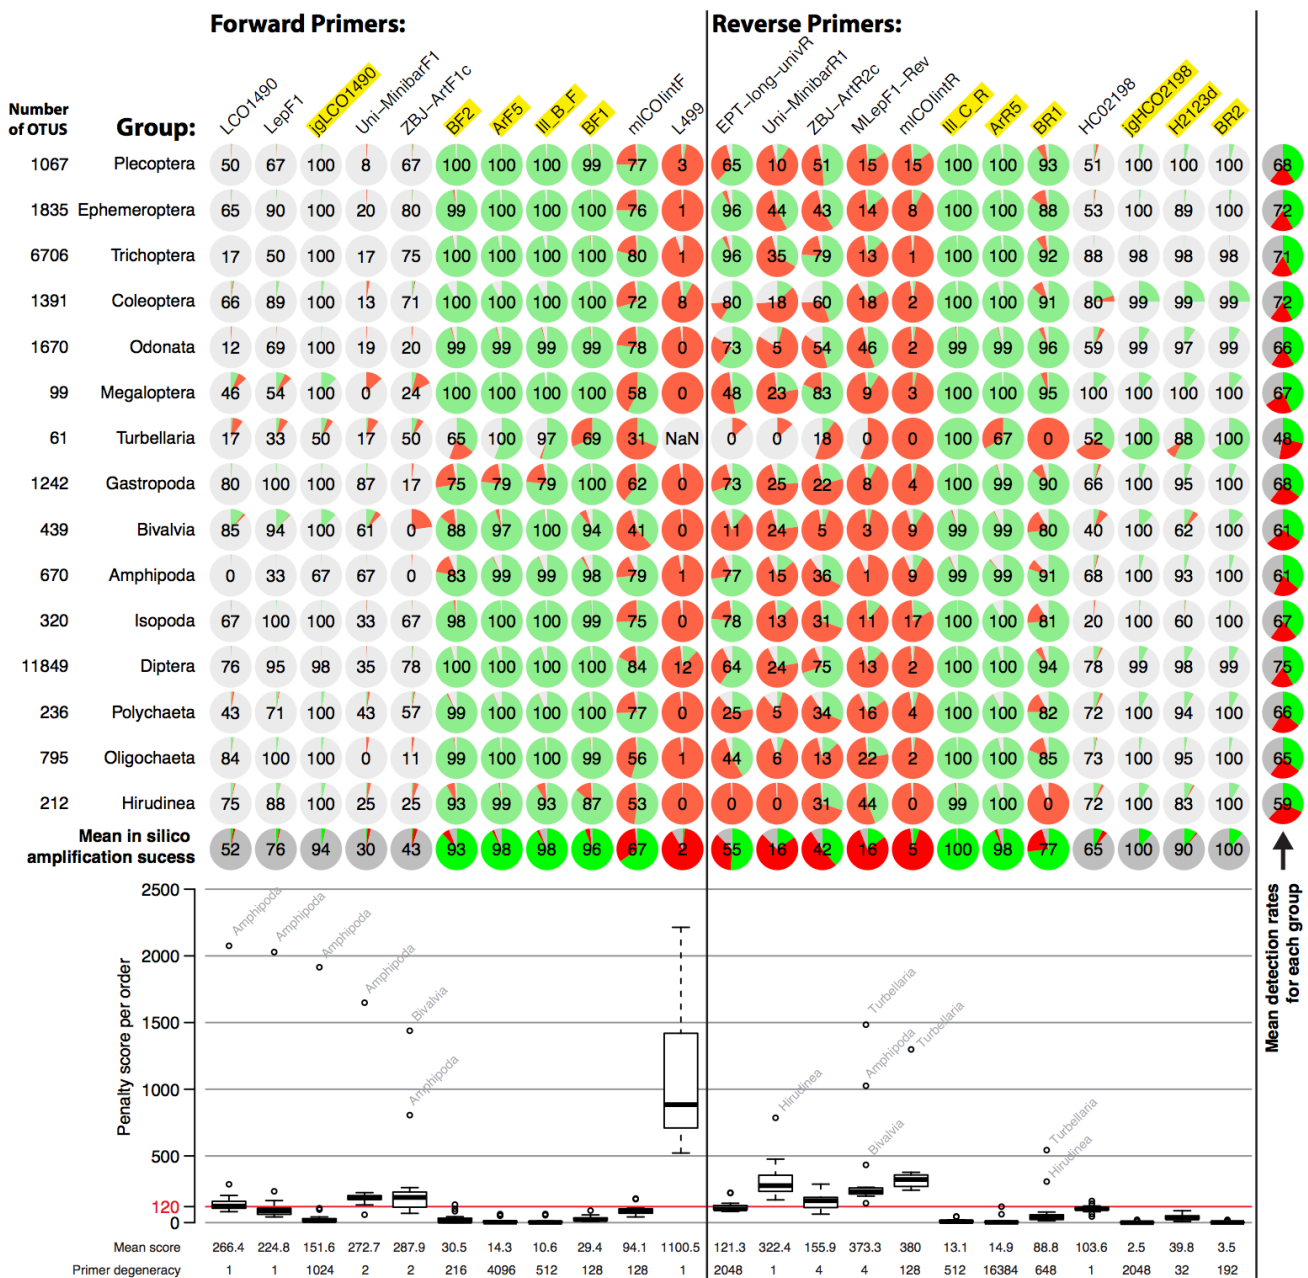 Forward Primers: Reverse Primers:
LCO1490 LepF1 jgLCO1490 Uni-MinibarF1 ZBJ-ArtF1c BF2 ArF5 III_B_F BF1 mlCOIintF L499 EPT-long-univR Uni-MinibarR1 ZBJ-ArtR2c MLepF1-Rev mlCOIintR III_C_R ArR5 BR1 HC02198 jgHCO2198 H2123d BR2
Number
of OTUS Group:
1067 Plecoptera 50 67 100 8 67 100 100 100 99 77 3 65 10 51 15 15 100 100 93 51 100 100 100 68
1835 Ephemeroptera 65 90 100 20 80 99 100 100 100 76 1 96 44 43 14 8 100 100 88 53 100 89 100 72
6706 Trichoptera 17 50 100 17 75 100 100 100 100 80 1 96 35 79 13 1 100 100 92 88 98 98 98 71
1391 Coleoptera 66 89 100 13 71 100 100 100 100 72 8 80 18 60 18 2 100 100 91 80 99 99 99 72
1670 Odonata 12 69 100 19 20 99 99 99 99 78 0 73 5 54 46 2 99 99 96 59 99 97 99 66
99 Megaloptera 46 54 100 0 24 100 100 100 100 58 0 48 23 83 9 3 100 100 95 100 100 100 100 67
61 Turbellaria 17 33 50 17 50 65 100 97 69 31 NaN 0 0 18 0 0 100 67 0 52 100 88 100 48
1242 Gastropoda 80 100 100 87 17 75 79 79 100 62 0 73 25 22 8 4 100 99 90 66 100 95 100 68
439 Bivalvia 85 94 100 61 0 88 97 100 94 41 0 11 24 5 3 9 99 99 80 40 100 62 100 61
670 Amphipoda 0 33 67 67 0 83 99 99 98 79 1 77 15 36 1 9 99 99 91 68 100 93 100 61
320 Isopoda 67 100 100 33 67 98 100 100 99 75 0 78 13 31 11 17 100 100 81 20 100 60 100 67
11849 Diptera 76 95 98 35 78 100 100 100 100 84 12 64 24 75 13 2 100 100 94 78 99 98 99 75
236 Polychaeta 43 71 100 43 57 99 100 100 100 77 0 25 5 34 16 4 100 100 82 72 100 94 100 66
795 Oligochaeta 84 100 100 0 11 99 100 100 99 56 1 44 6 13 22 2 100 100 85 73 100 95 100 65
212 Hirudinea 75 88 100 25 25 93 99 93 87 53 0 0 0 31 44 0 99 100 0 72 100 83 100 59
Mean in silico
amplification sucess 52 76 94 30 43 93 98 98 96 67 2 55 16 42 16 5 100 98 77 65 100 90 100
Mean detection rates
for each group
Penalty score per order
2500
2000
1500
1000
500
120
0
Amphipoda
Amphipoda
Amphipoda
Amphipoda
Bivalvia
Amphipoda
Hirudinea
Turbellaria
Amphipoda
Bivalvia
Turbellaria
Turbellaria
Hirudinea
Mean score 266.4 224.8 151.6 272.7 287.9 30.5 14.3 10.6 29.4 94.1 1100.5 121.3 322.4 155.9 373.3 380 13.1 14.9 88.8 103.6 2.5 39.8 3.5
Primer degeneracy 1 1 1024 2 2 216 4096 512 128 128 1 2048 1 4 4 128 512 16384 648 1 2048 32 192